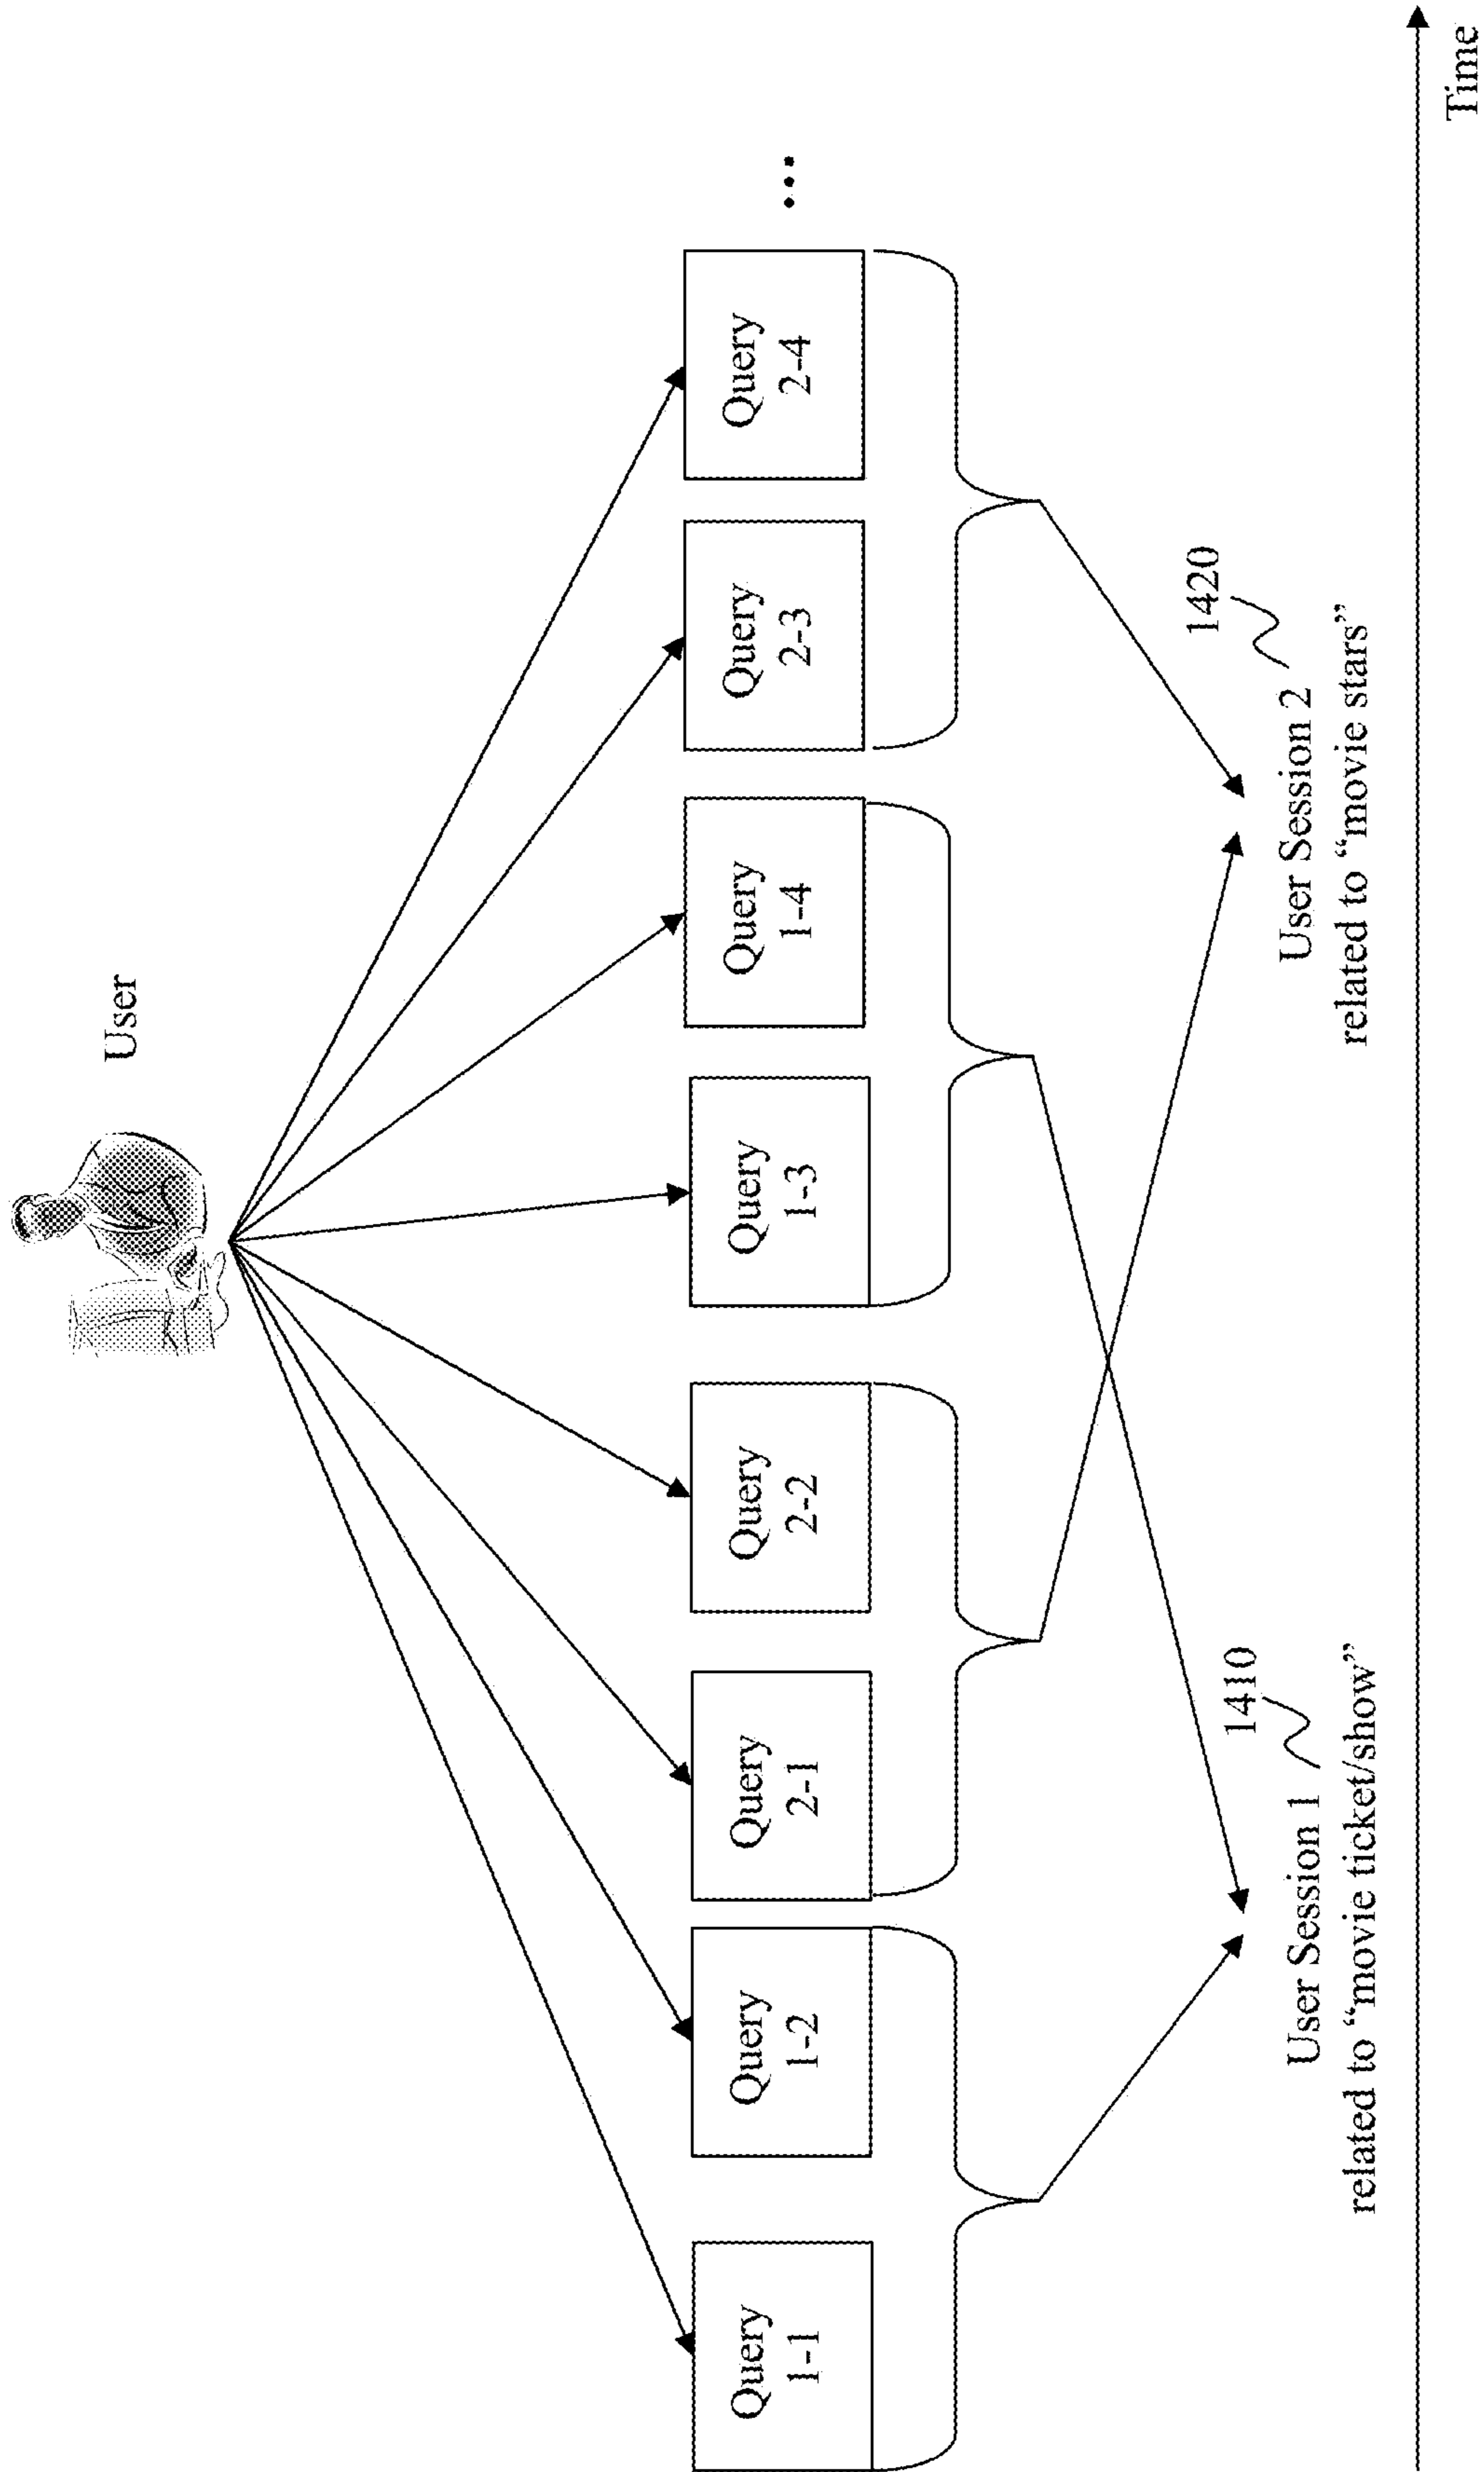 User
Query
1-1
Query
1-2
Query
2-1
Query
2-2
Query
1-3
Query
1-4
Query
2-3
Query
2-4
...
1410
User Session 1
related to “movie ticket/show”
1420
User Session 2
related to “movie stars”
Time